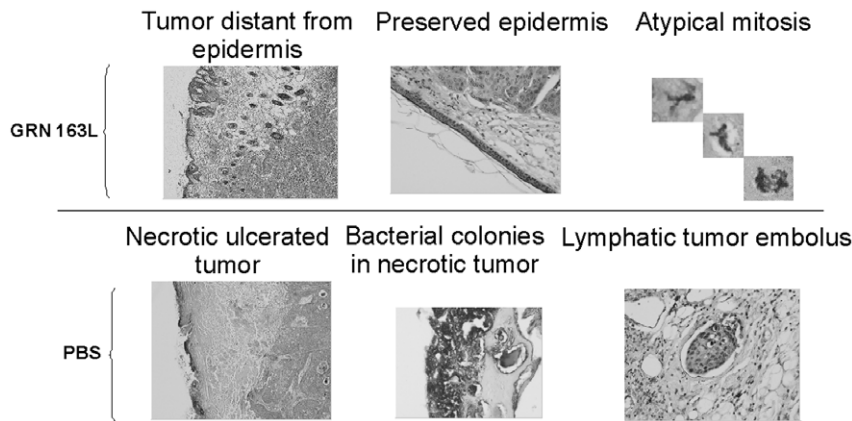 Tumor distant from
epidermis
Preserved epidermis
Atypical mitosis
GRN 163L
Necrotic ulcerated
tumor
Bacterial colonies
in necrotic tumor
Lymphatic tumor embolus
PBS